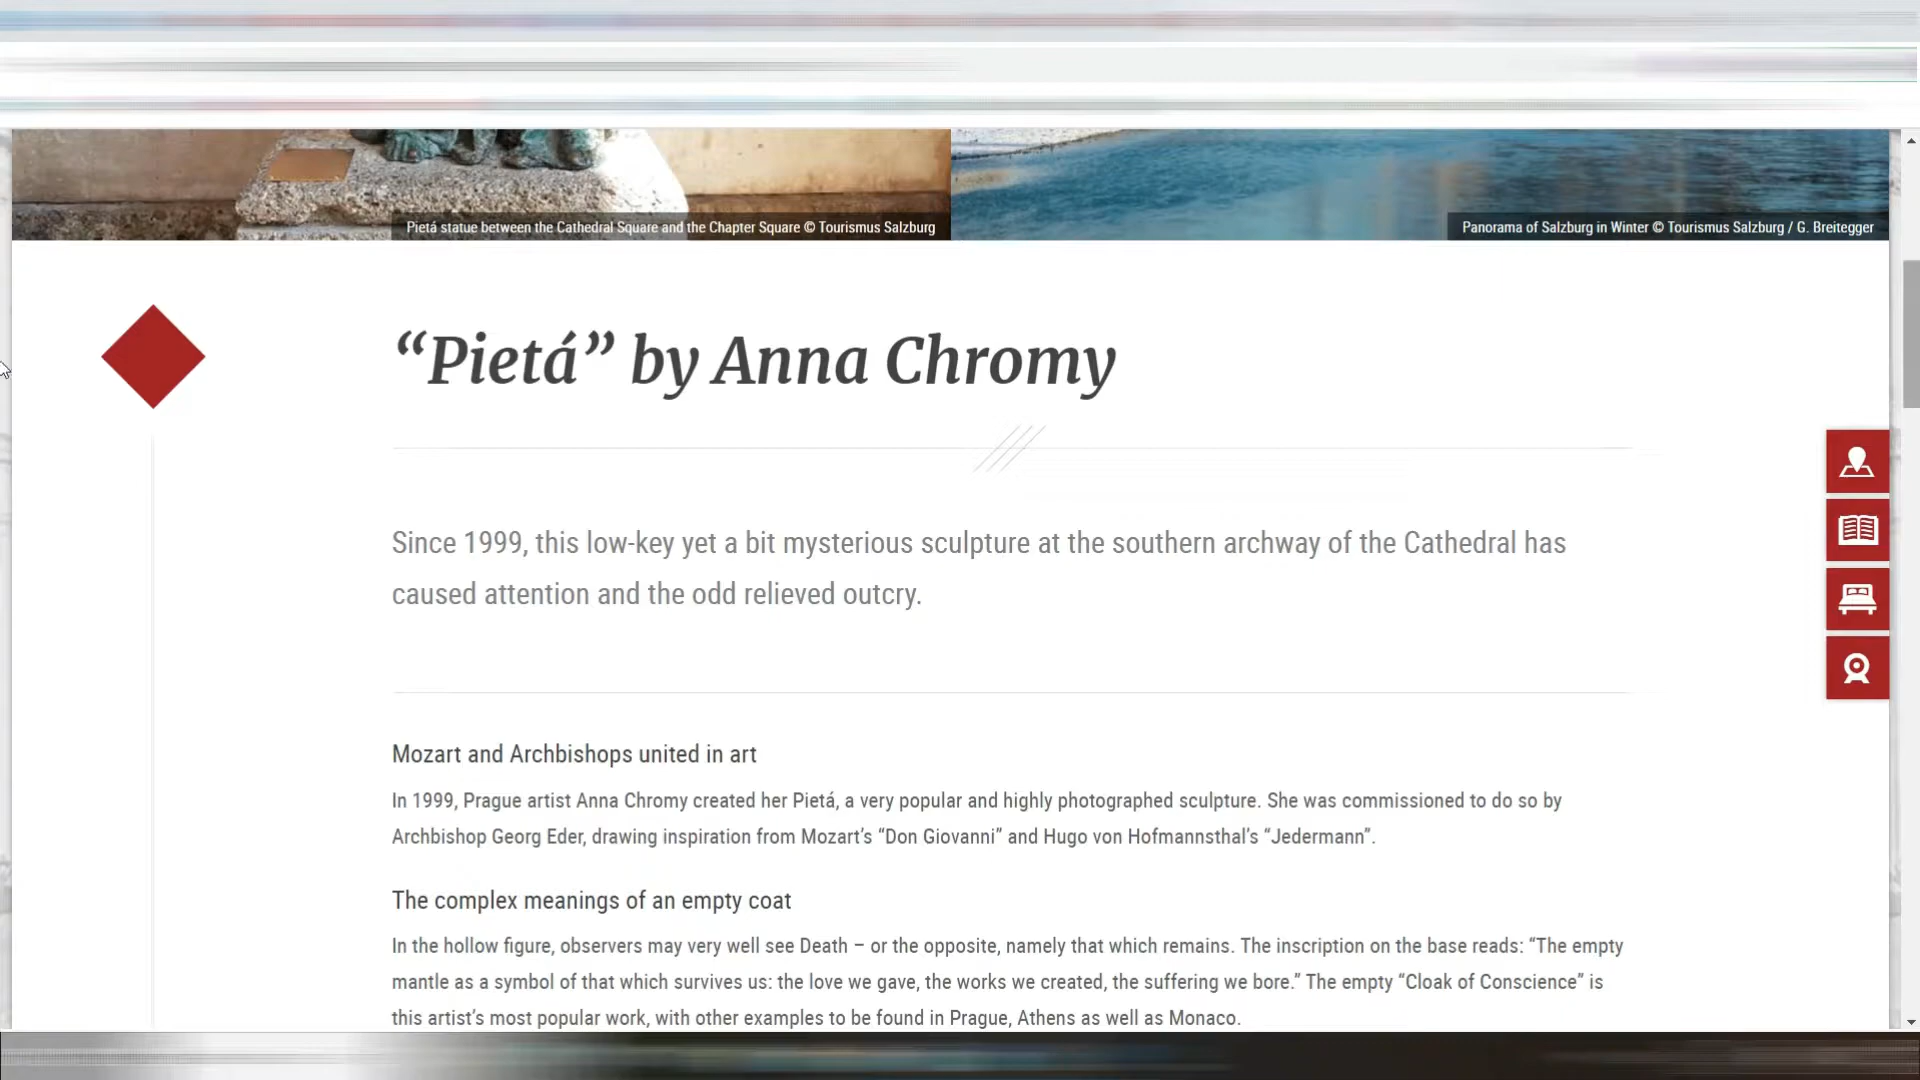 Pietá statue between the Cathedral Square and the Chapter Square © Tourismus Salzburg
Panorama of Salzburg in Winter © Tourismus Salzburg / G. Breitegger
“Pietá” by Anna Chromy
Since 1999, this low-key yet a bit mysterious sculpture at the southern archway of the Cathedral has
caused attention and the odd relieved outcry.
Mozart and Archbishops united in art
In 1999, Prague artist Anna Chromy created her Pietá, a very popular and highly photographed sculpture. She was commissioned to do so by
Archbishop Georg Eder, drawing inspiration from Mozart’s “Don Giovanni” and Hugo von Hofmannsthal’s “Jedermann”.
The complex meanings of an empty coat
In the hollow figure, observers may very well see Death – or the opposite, namely that which remains. The inscription on the base reads: “The empty
mantle as a symbol of that which survives us: the love we gave, the works we created, the suffering we bore.” The empty “Cloak of Conscience” is
this artist’s most popular work, with other examples to be found in Prague, Athens as well as Monaco.